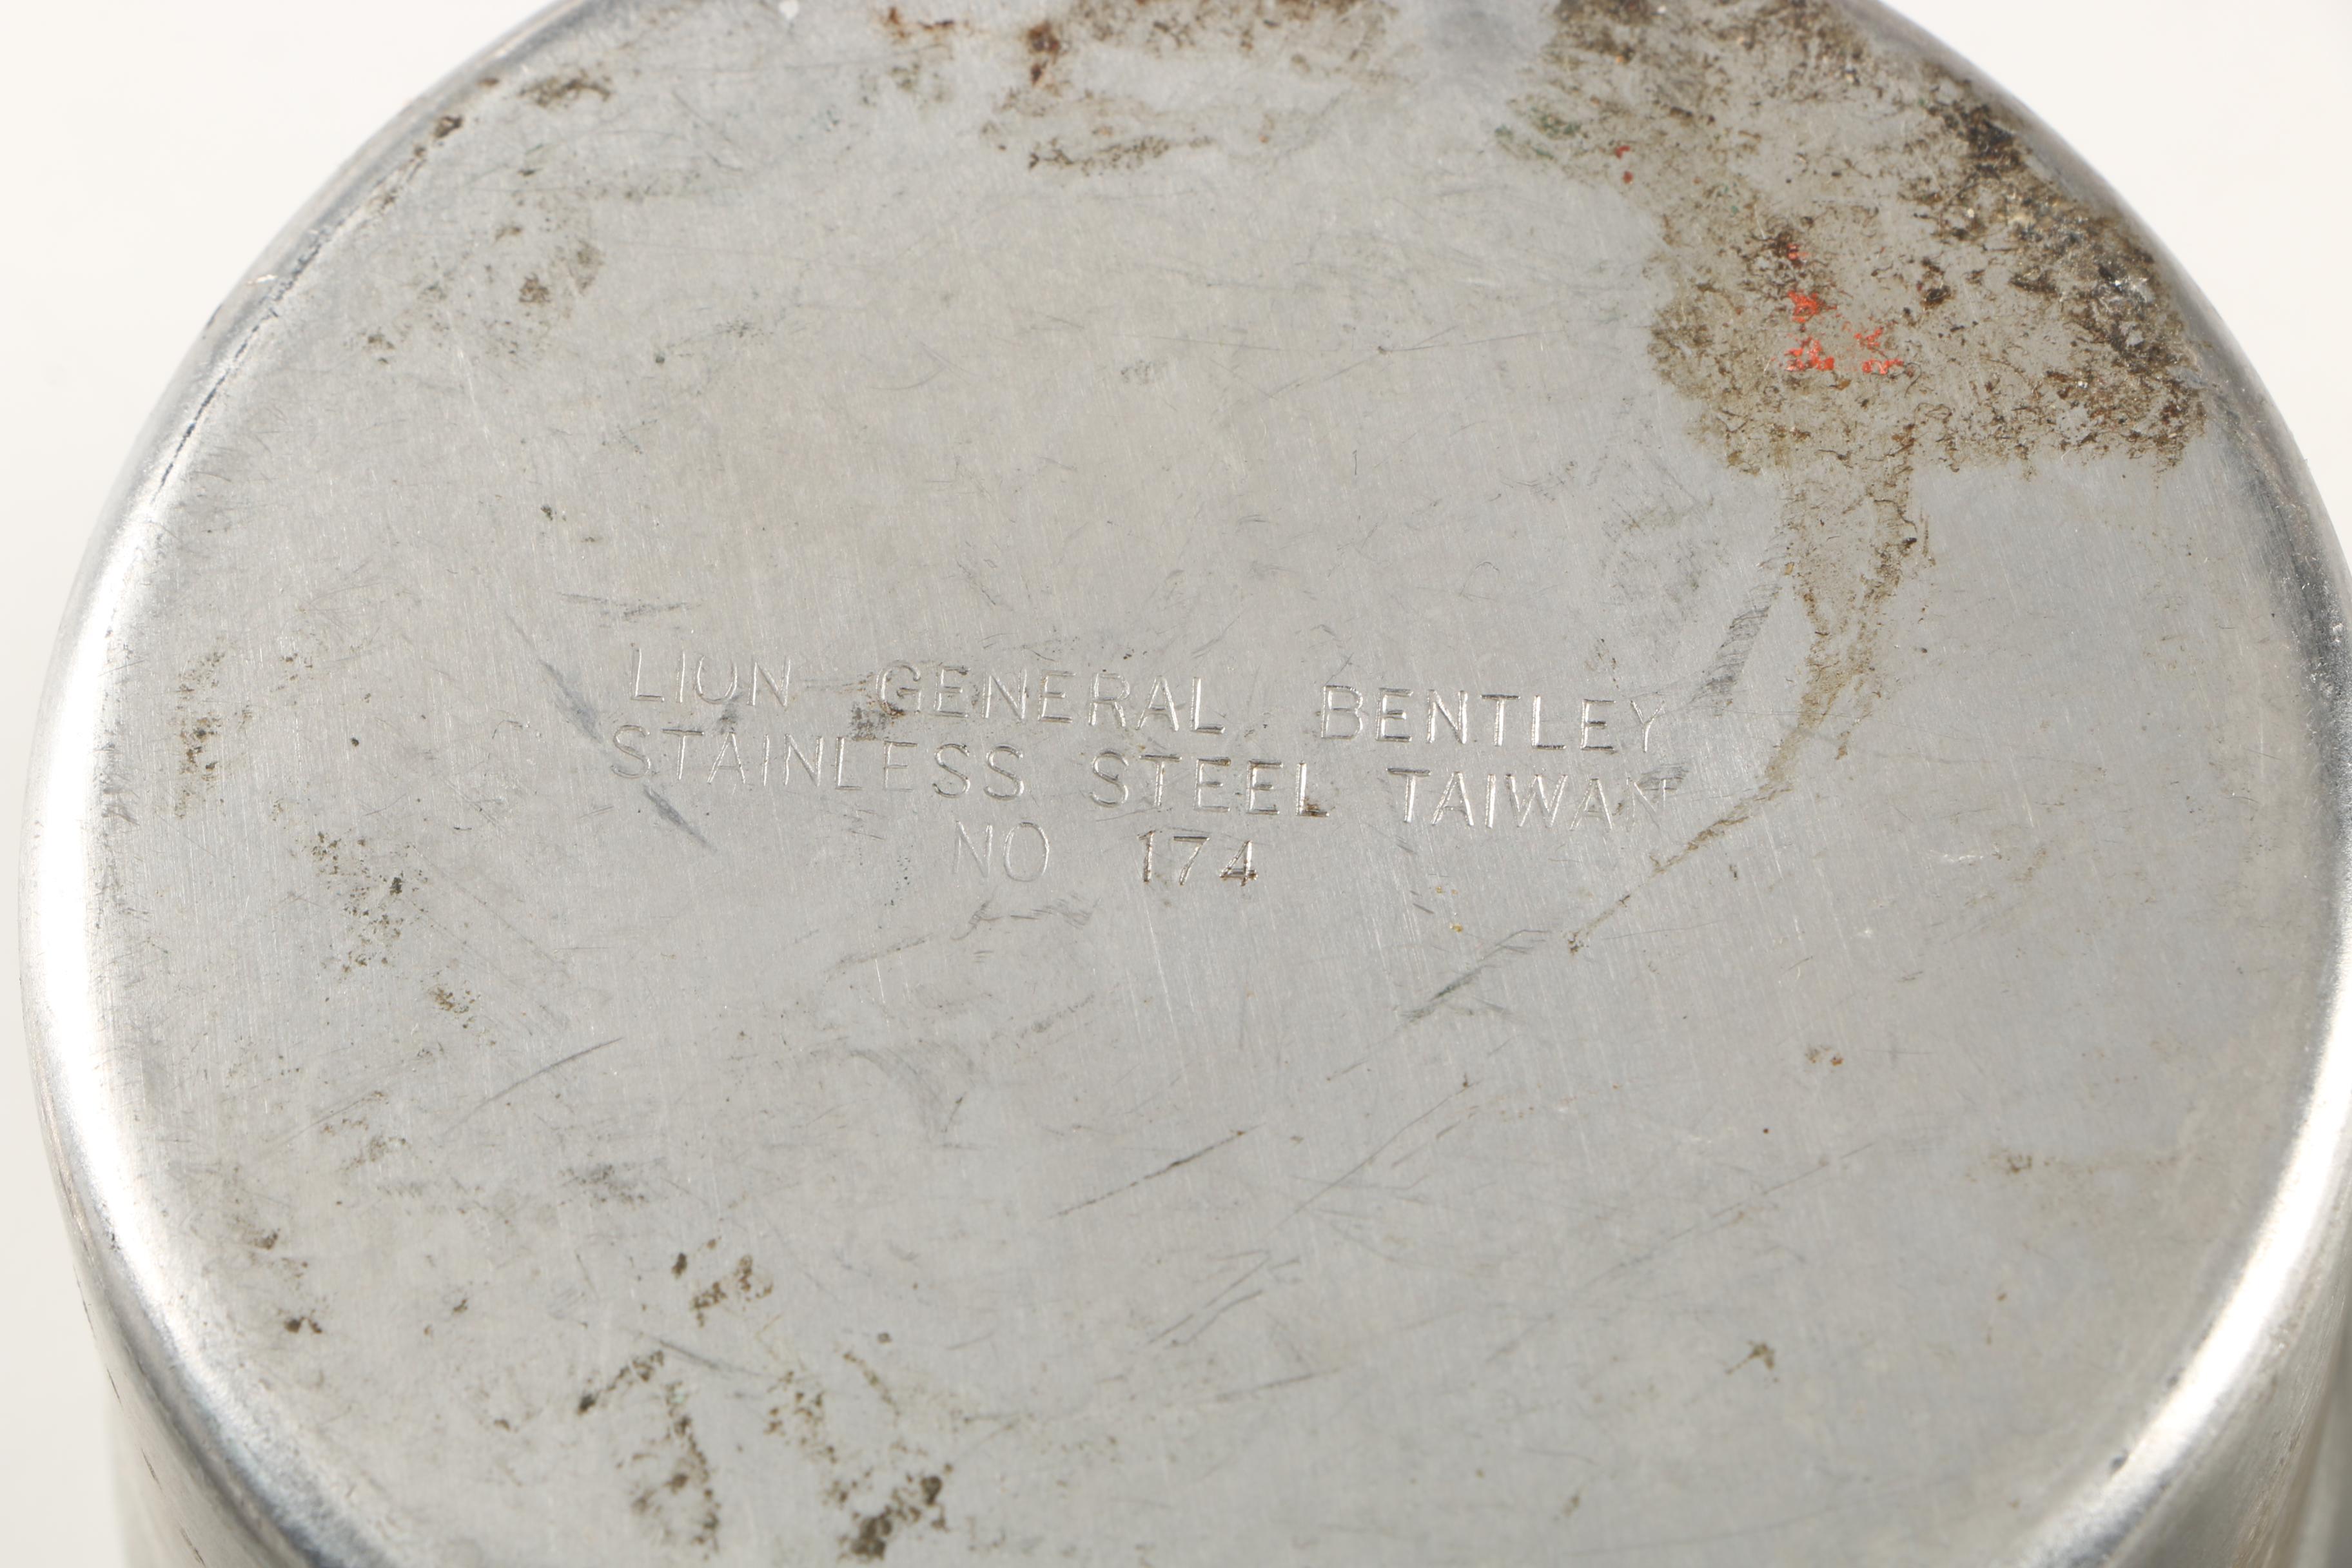 LION GENERAL BENTLEY
STAINLESS STEEL TAIWAN
NO 174